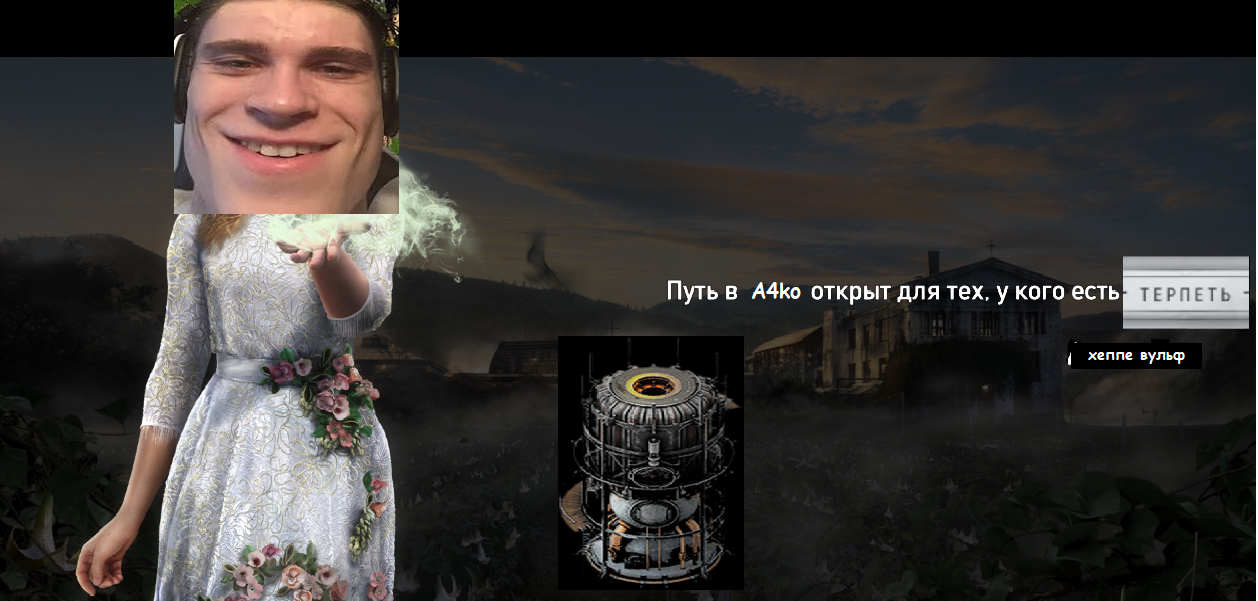 Путь в A4ko открыт для тех, у кого есть ТЕРПЕТЬ
хеппе вульф